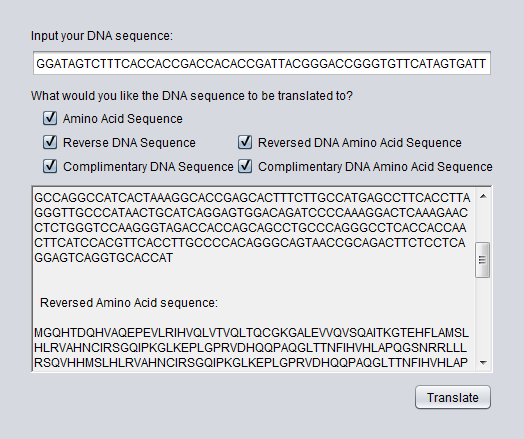 Input your DNA sequence:
GGATAGTCTTTCACCACCGACCACACCGATTACGGGACCGGGTGTTCATAGTGATT
What would you like the DNA sequence to be translated to?
Amino Acid Sequence
Reverse DNA Sequence Reversed DNA Amino Acid Sequence
Complimentary DNA Sequence Complimentary DNA Amino Acid Sequence
GCCAGGCCATCACTAAAGGCACCGAGCACTTTCTTGCCATGAGCCTTCACCTTA
GGGTTGCCCATAACTGCATCAGGAGTGGACAGATCCCCAAAGGACTCAAAGAAC
CTCTGGGTCCAAGGGTAGACCACCAGCAGCCTGCCCAGGGCCTCACCACCAA
CTTCATCCACGTTCACCTTGCCCCACAGGGCAGTAACCGCAGACTTCTCCTCA
GGAGTCAGGTGCACCAT
Reversed Amino Acid sequence:
MGQHTDQHVAQEPEVLRIHVQLVTVQLTQCGKGALEVVQVSQAITKGTEHFLAMSL
HLRVAHNCIRSGQIPKGLKEPLGPRVDHQQPAQGLTTNFIHVHLAPQGSNRRLLL
RSQVHHMSLHLRVAHNCIRSGQIPKGLKEPLGPRVDHQQPAQGLTTNFIHVHLAP
Translate